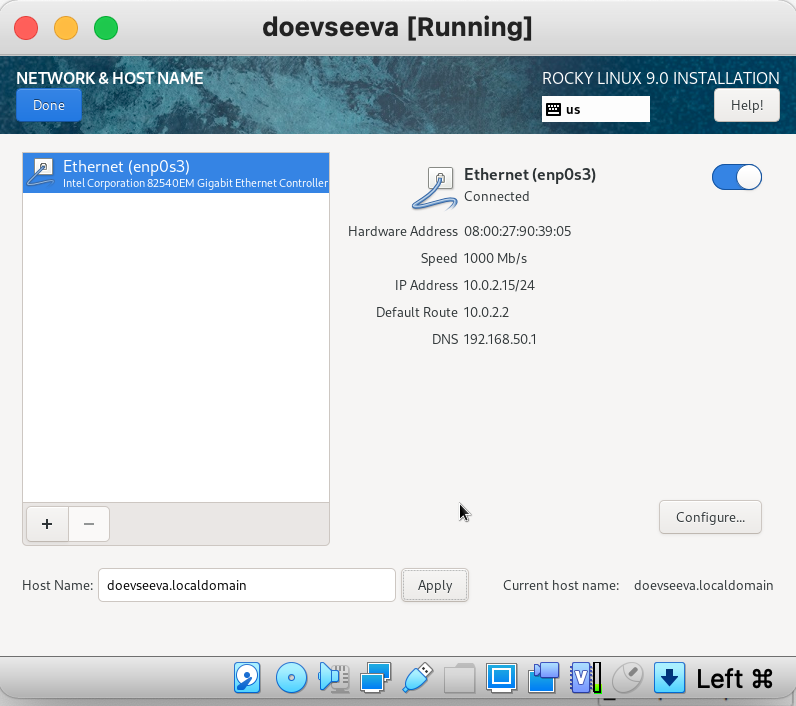 doevseeva [Running]
NETWORK & HOST NAME
ROCKY LINUX 9.0 INSTALLATION
Done
us
Help!
Ethernet (enp0s3)
Intel Corporation 82540EM Gigabit Ethernet Controller
Ethernet (enp0s3)
Connected
Hardware Address 08:00:27:90:39:05
Speed 1000 Mb/s
IP Address 10.0.2.15/24
Default Route 10.0.2.2
DNS 192.168.50.1
+ −
Configure...
Host Name: doevseeva.localdomain Apply Current host name: doevseeva.localdomain
V
Left ⌘